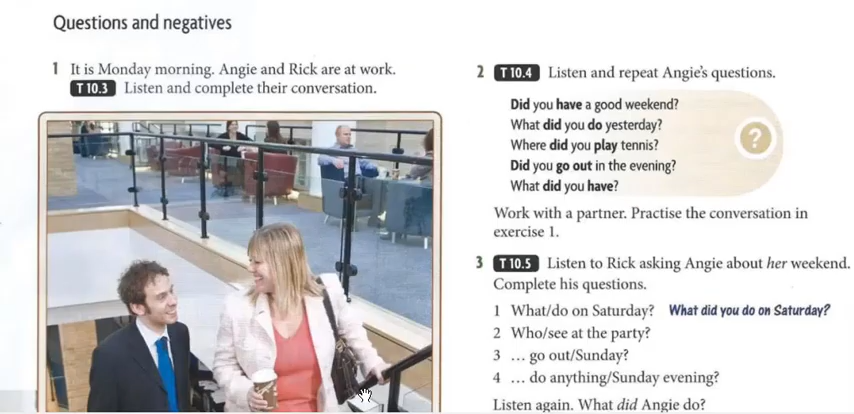 Questions and negatives
1 It is Monday morning. Angie and Rick are at work.
T 10.3 Listen and complete their conversation.
2 T 10.4 Listen and repeat Angie's questions.
Did you have a good weekend?
What did you do yesterday?
Where did you play tennis?
Did you go out in the evening?
What did you have?
?
Work with a partner. Practise the conversation in
exercise 1.
3 T 10.5 Listen to Rick asking Angie about her weekend.
Complete his questions.
1 What/do on Saturday? What did you do on Saturday?
2 Who/see at the party?
3 … go out/Sunday?
4 … do anything/Sunday evening?
Listen again. What did Angie do?